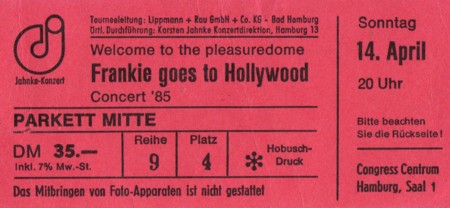 Jahnke-Konzert
Tourneeleitung: Lippmann + Rau GmbH + Co. KG - Bad Homburg
Örtl. Durchführung: Karsten Jahnke Konzertdirektion, Hamburg 13
Welcome to the pleasuredome
Frankie goes to Hollywood
Concert '85
PARKETT MITTE
DM 35.—
Inkl. 7% Mw.-St.
Reihe
9
Platz
4
Hobusch-
Druck
Das Mitbringen von Foto-Apparaten ist nicht gestattet
Sonntag
14. April
20 Uhr
Bitte beachten
Sie die Rückseite!
Congress Centrum
Hamburg, Saal 1